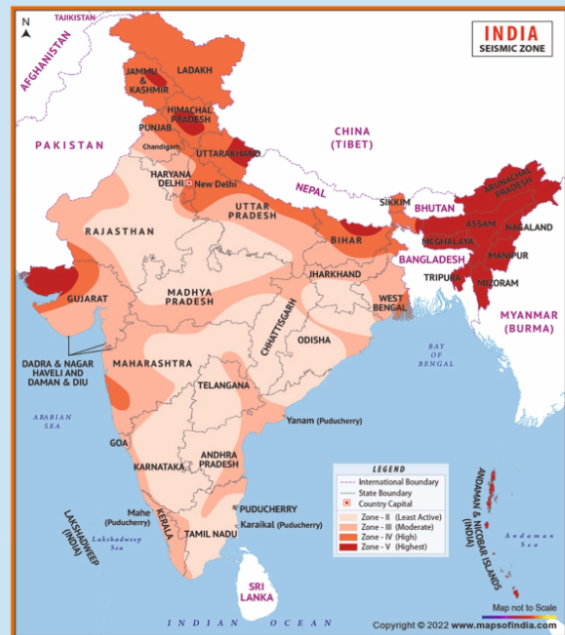 N
INDIA
SEISMIC ZONE
TAJIKISTAN
AFGHANISTAN
LADAKH
JAMMU
&
KASHMIR
HIMACHAL
PRADESH
PUNJAB
Chandigarh
UTTARAKHAND
PAKISTAN
CHINA
(TIBET)
HARYANA
DELHI
New Delhi
NEPAL
UTTAR
PRADESH
SIKKIM
BHUTAN
ARUNACHAL
PRADESH
ASSAM
NAGALAND
MEGHALAYA
MANIPUR
BANGLADESH
TRIPURA
MIZORAM
RAJASTHAN
BIHAR
JHARKHAND
WEST
BENGAL
MYANMAR
(BURMA)
GUJARAT
MADHYA
PRADESH
CHHATTISGARH
ODISHA
DADRA & NAGAR
HAVELI AND
DAMAN & DIU
MAHARASHTRA
TELANGANA
BAY
OF
BENGAL
ARABIAN
SEA
Yanam (Puducherry)
GOA
KARNATAKA
ANDHRA
PRADESH
LEGEND
International Boundary
State Boundary
Country Capital
Zone - II (Least Active)
Zone - III (Moderate)
Zone - IV (High)
Zone - V (Highest)
ANDAMAN & NICOBAR ISLANDS
(INDIA)
Andaman
Sea
LAKSHADWEEP
(INDIA)
Lakshadweep
Sea
Mahe
(Puducherry)
KERALA
TAMIL NADU
PUDUCHERRY
Karaikal (Puducherry)
SRI
LANKA
INDIAN OCEAN
Map not to Scale
Copyright © 2022 www.mapsofindia.com